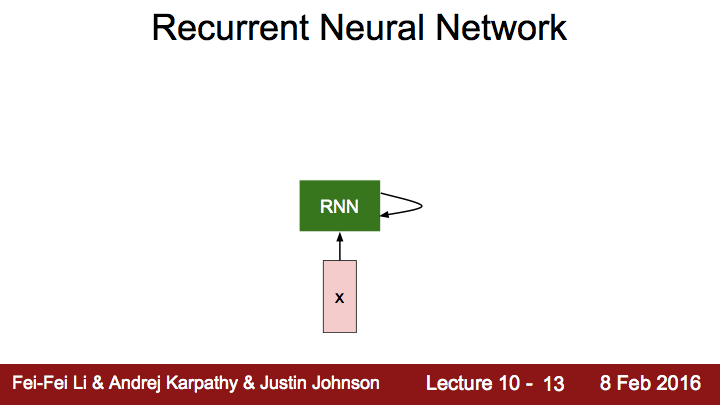 Recurrent Neural Network
RNN
x
Fei-Fei Li & Andrej Karpathy & Justin Johnson Lecture 10 - 13 8 Feb 2016